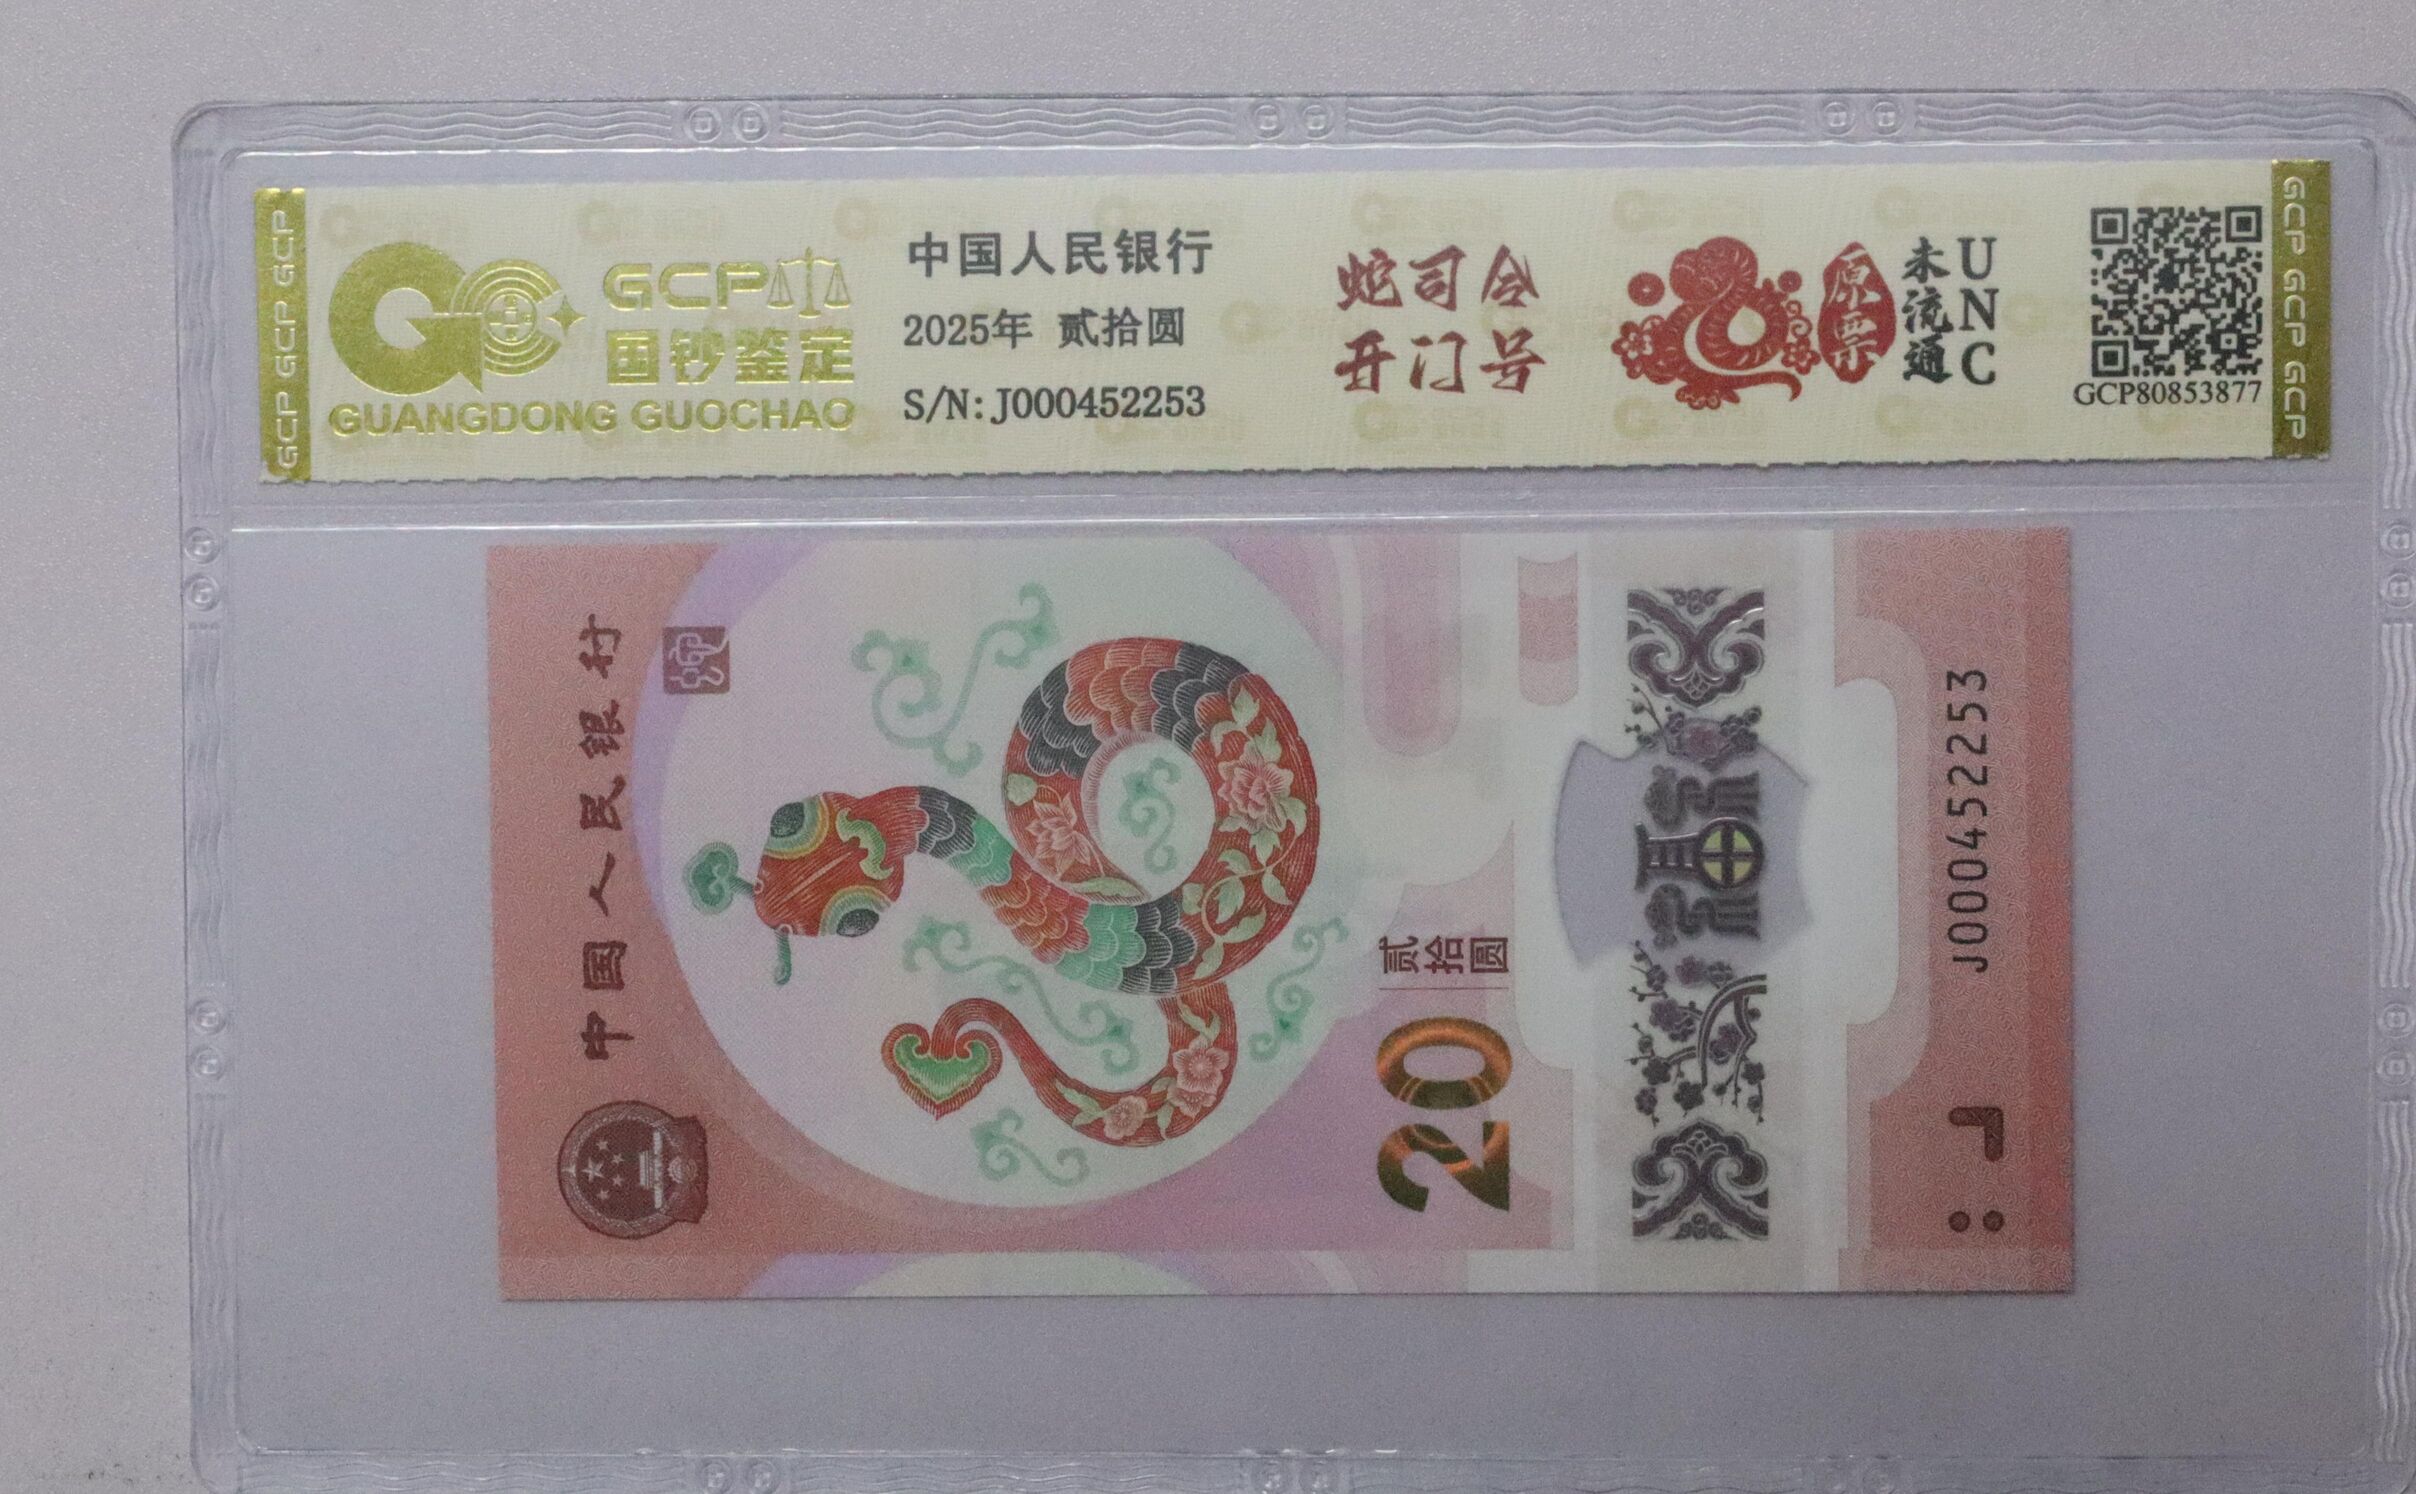 GCP GCP GCP
GCP
国钞鉴定
GUANGDONG GUOCHAO
中国人民银行
2025年 贰拾圆
S/N:J000452253
蛇司令
开门号
原票
未流通
UNC
GCP80853877
GCP GCP GCP
中国人民银行
蛇
20
贰拾圆
福
J000452253